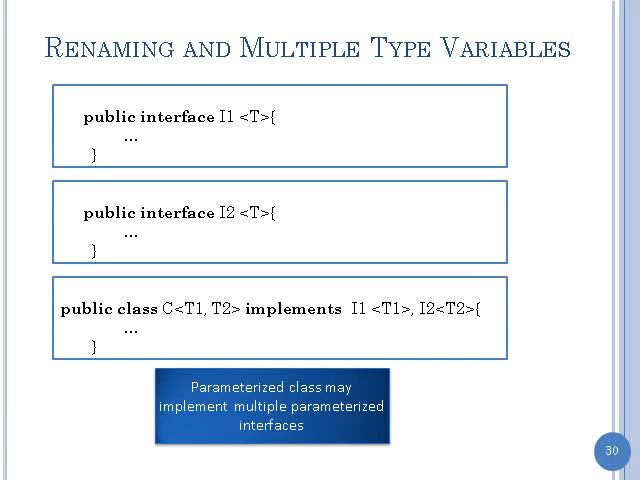 RENAMING AND MULTIPLE TYPE VARIABLES
public interface I1 <T>{
...
}
public interface I2 <T>{
...
}
public class C<T1, T2> implements I1 <T1>, I2<T2>{
...
}
Parameterized class may
implement multiple parameterized
interfaces
30